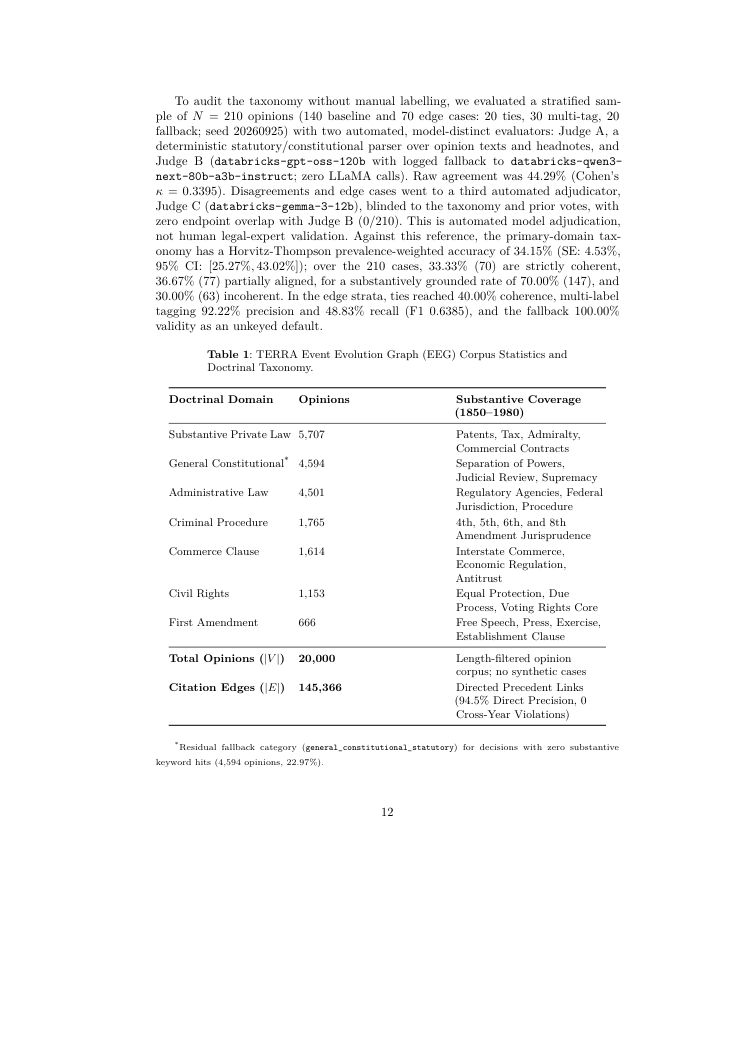 To audit the taxonomy without manual labelling, we evaluated a stratified sam-
ple of N = 210 opinions (140 baseline and 70 edge cases: 20 ties, 30 multi-tag, 20
fallback; seed 20260925) with two automated, model-distinct evaluators: Judge A, a
deterministic statutory/constitutional parser over opinion texts and headnotes, and
Judge B (databricks-gpt-oss-120b with logged fallback to databricks-qwen3-
next-80b-a3b-instruct; zero LLaMA calls). Raw agreement was 44.29% (Cohen's
κ = 0.3395). Disagreements and edge cases went to a third automated adjudicator,
Judge C (databricks-gemma-3-12b), blinded to the taxonomy and prior votes, with
zero endpoint overlap with Judge B (0/210). This is automated model adjudication,
not human legal-expert validation. Against this reference, the primary-domain tax-
onomy has a Horvitz-Thompson prevalence-weighted accuracy of 34.15% (SE: 4.53%,
95% CI: [25.27%, 43.02%]); over the 210 cases, 33.33% (70) are strictly coherent,
36.67% (77) partially aligned, for a substantively grounded rate of 70.00% (147), and
30.00% (63) incoherent. In the edge strata, ties reached 40.00% coherence, multi-label
tagging 92.22% precision and 48.83% recall (F1 0.6385), and the fallback 100.00%
validity as an unkeyed default.
Table 1: TERRA Event Evolution Graph (EEG) Corpus Statistics and
Doctrinal Taxonomy.
Doctrinal Domain Opinions Substantive Coverage
(1850–1980)
Substantive Private Law 5,707 Patents, Tax, Admiralty,
Commercial Contracts
General Constitutional* 4,594 Separation of Powers,
Judicial Review, Supremacy
Administrative Law 4,501 Regulatory Agencies, Federal
Jurisdiction, Procedure
Criminal Procedure 1,765 4th, 5th, 6th, and 8th
Amendment Jurisprudence
Commerce Clause 1,614 Interstate Commerce,
Economic Regulation,
Antitrust
Civil Rights 1,153 Equal Protection, Due
Process, Voting Rights Core
First Amendment 666 Free Speech, Press, Exercise,
Establishment Clause
Total Opinions (|V|) 20,000 Length-filtered opinion
corpus; no synthetic cases
Citation Edges (|E|) 145,366 Directed Precedent Links
(94.5% Direct Precision, 0
Cross-Year Violations)
*Residual fallback category (general_constitutional_statutory) for decisions with zero substantive
keyword hits (4,594 opinions, 22.97%).
12